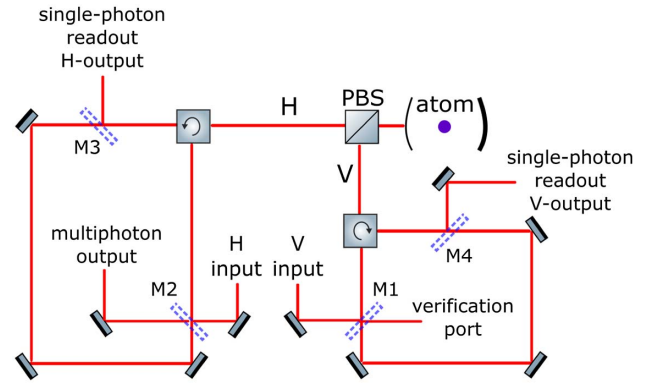 single-photon
readout
H-output
H
PBS
atom
M3
V
single-photon
readout
V-output
multiphoton
output
H
input
V
input
M4
M2
M1
verification
port